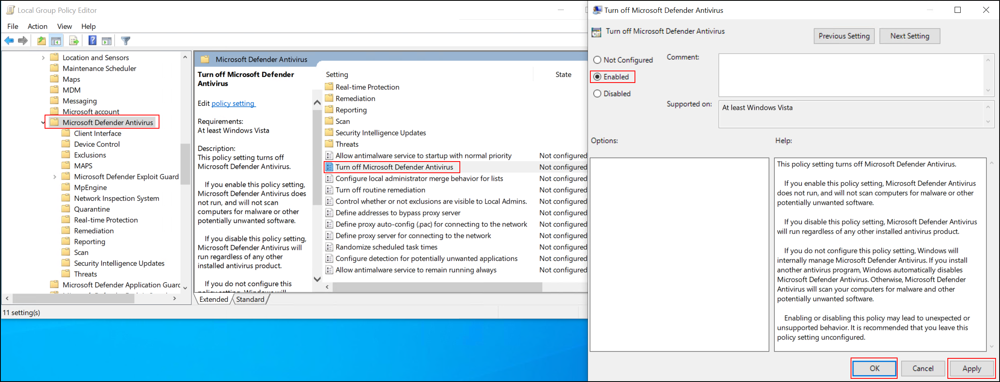 Local Group Policy Editor
File Action View Help
Location and Sensors
Maintenance Scheduler
Maps
MDM
Messaging
Microsoft account
Microsoft Defender Antivirus
Client Interface
Device Control
Exclusions
MAPS
Microsoft Defender Exploit Guard
MpEngine
Network Inspection System
Quarantine
Real-time Protection
Remediation
Reporting
Scan
Security Intelligence Updates
Threats
Microsoft Defender Application Guard
11 setting(s)
Microsoft Defender Antivirus
Turn off Microsoft Defender
Antivirus
Edit policy setting
Requirements:
At least Windows Vista
Description:
This policy setting turns off
Microsoft Defender Antivirus.
If you enable this policy setting,
Microsoft Defender Antivirus does
not run, and will not scan
computers for malware or other
potentially unwanted software.
If you disable this policy setting,
Microsoft Defender Antivirus will
run regardless of any other
installed antivirus product.
If you do not configure this
policy setting, Windows will
Setting State
Real-time Protection
Remediation
Reporting
Scan
Security Intelligence Updates
Threats
Allow antimalware service to startup with normal priority Not configured
Turn off Microsoft Defender Antivirus Not configured
Configure local administrator merge behavior for lists Not configured
Turn off routine remediation Not configured
Control whether or not exclusions are visible to Local Admins. Not configured
Define addresses to bypass proxy server Not configured
Define proxy auto-config (.pac) for connecting to the network Not configured
Define proxy server for connecting to the network Not configured
Randomize scheduled task times Not configured
Configure detection for potentially unwanted applications Not configured
Allow antimalware service to remain running always Not configured
Extended Standard
Turn off Microsoft Defender Antivirus
Turn off Microsoft Defender Antivirus
Previous Setting Next Setting
Not Configured
Enabled
Disabled
Comment:
Supported on: At least Windows Vista
Options:
Help:
This policy setting turns off Microsoft Defender Antivirus.
If you enable this policy setting, Microsoft Defender Antivirus
does not run, and will not scan computers for malware or other
potentially unwanted software.
If you disable this policy setting, Microsoft Defender Antivirus
will run regardless of any other installed antivirus product.
If you do not configure this policy setting, Windows will
internally manage Microsoft Defender Antivirus. If you install
another antivirus program, Windows automatically disables
Microsoft Defender Antivirus. Otherwise, Microsoft Defender
Antivirus will scan your computers for malware and other
potentially unwanted software.
Enabling or disabling this policy may lead to unexpected or
unsupported behavior. It is recommended that you leave this
policy setting unconfigured.
OK Cancel Apply